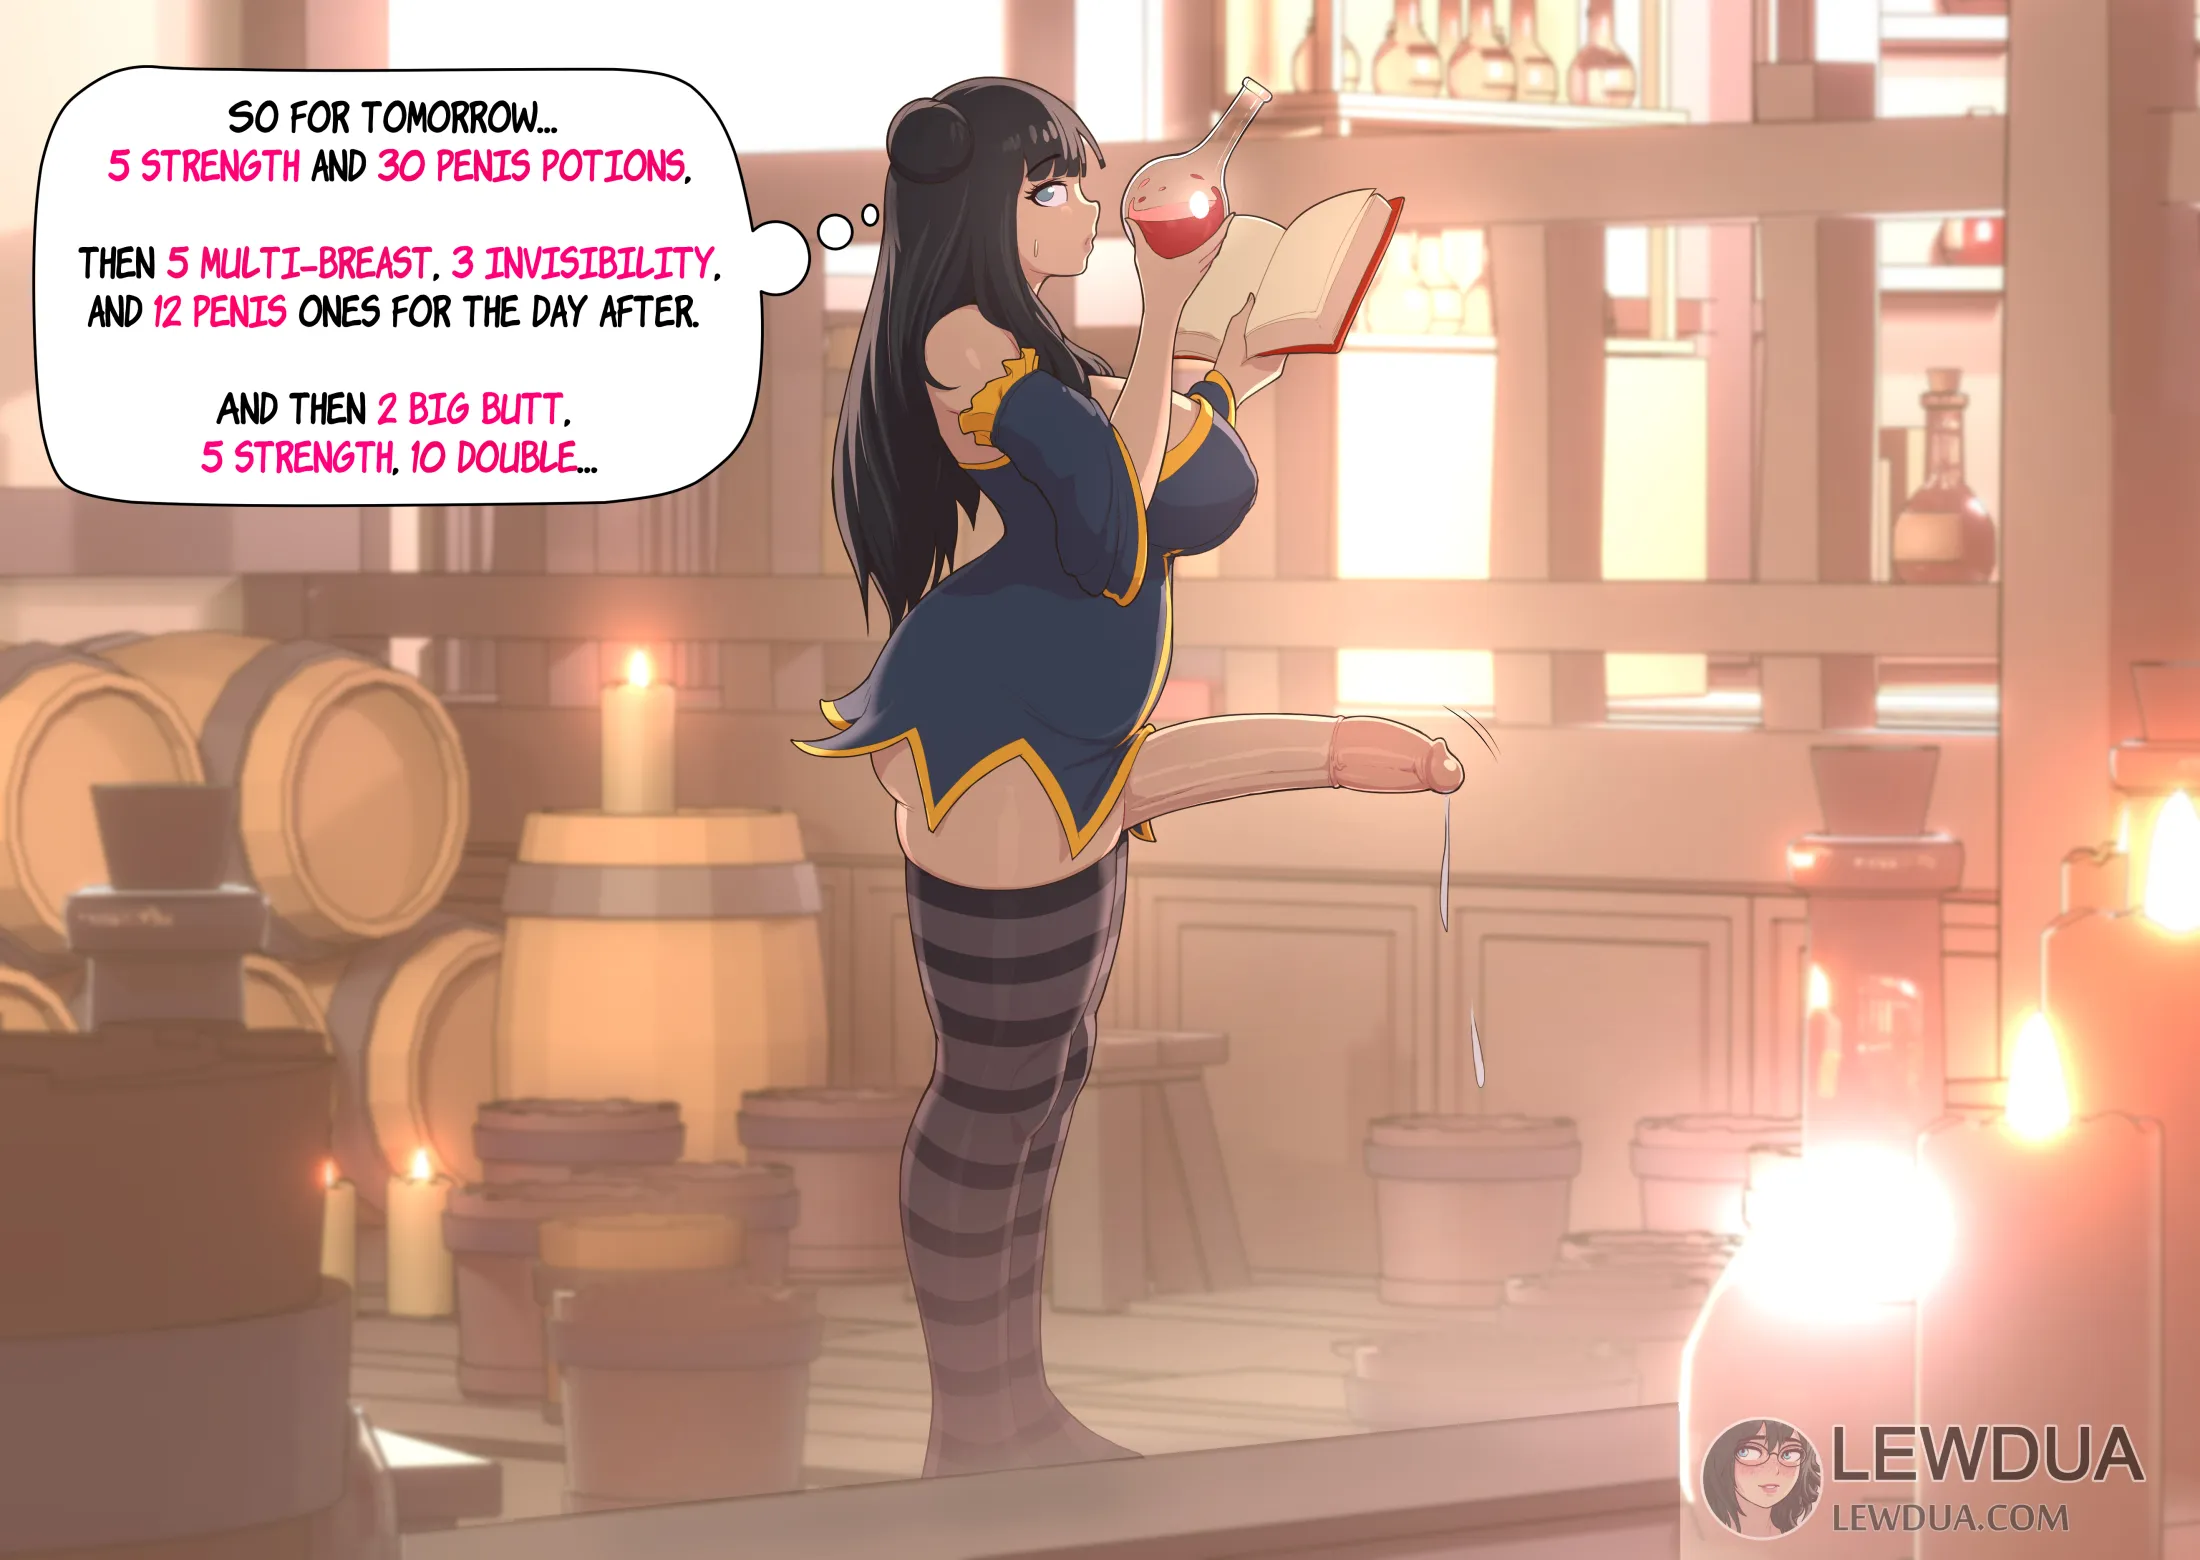 SO FOR TOMORROW...
5 STRENGTH AND 30 PENIS POTIONS,
THEN 5 MULTI-BREAST, 3 INVISIBILITY,
AND 12 PENIS ONES FOR THE DAY AFTER.
AND THEN 2 BIG BUTT,
5 STRENGTH, 10 DOUBLE...
LEWDUA
LEWDUA.COM